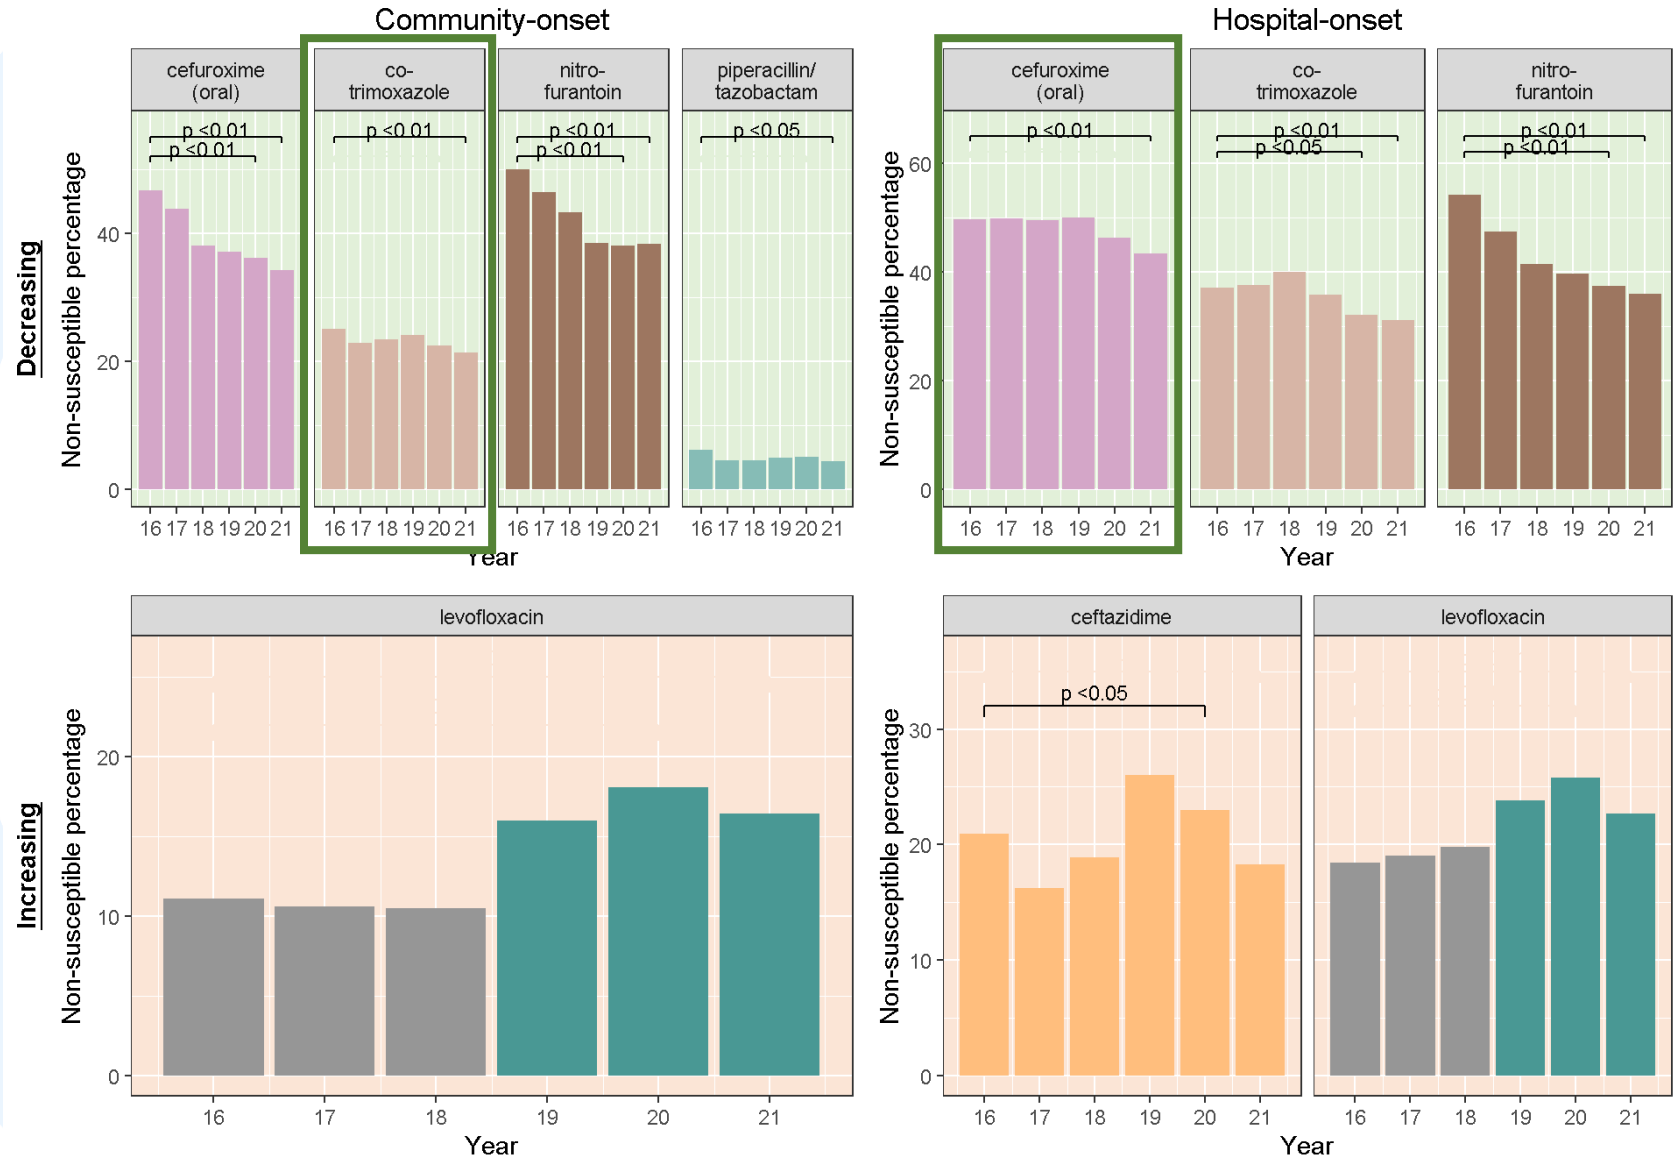 Community-onset
Hospital-onset
Decreasing
Non-susceptible percentage
cefuroxime
(oral)
p <0.01
p <0.01
40
20
0
16 17 18 19 20 21
co-
trimoxazole
p <0.01
16 17 18 19 20 21
nitro-
furantoin
p <0.01
p <0.01
16 17 18 19 20 21
piperacillin/
tazobactam
p <0.05
16 17 18 19 20 21
Year
Non-susceptible percentage
cefuroxime
(oral)
p <0.01
60
40
20
0
16 17 18 19 20 21
co-
trimoxazole
p <0.01
p <0.05
16 17 18 19 20 21
nitro-
furantoin
p <0.01
p <0.01
16 17 18 19 20 21
Year
Increasing
Non-susceptible percentage
levofloxacin
20
10
0
16 17 18 19 20 21
Year
Non-susceptible percentage
ceftazidime
p <0.05
30
20
10
0
16 17 18 19 20 21
levofloxacin
16 17 18 19 20 21
Year